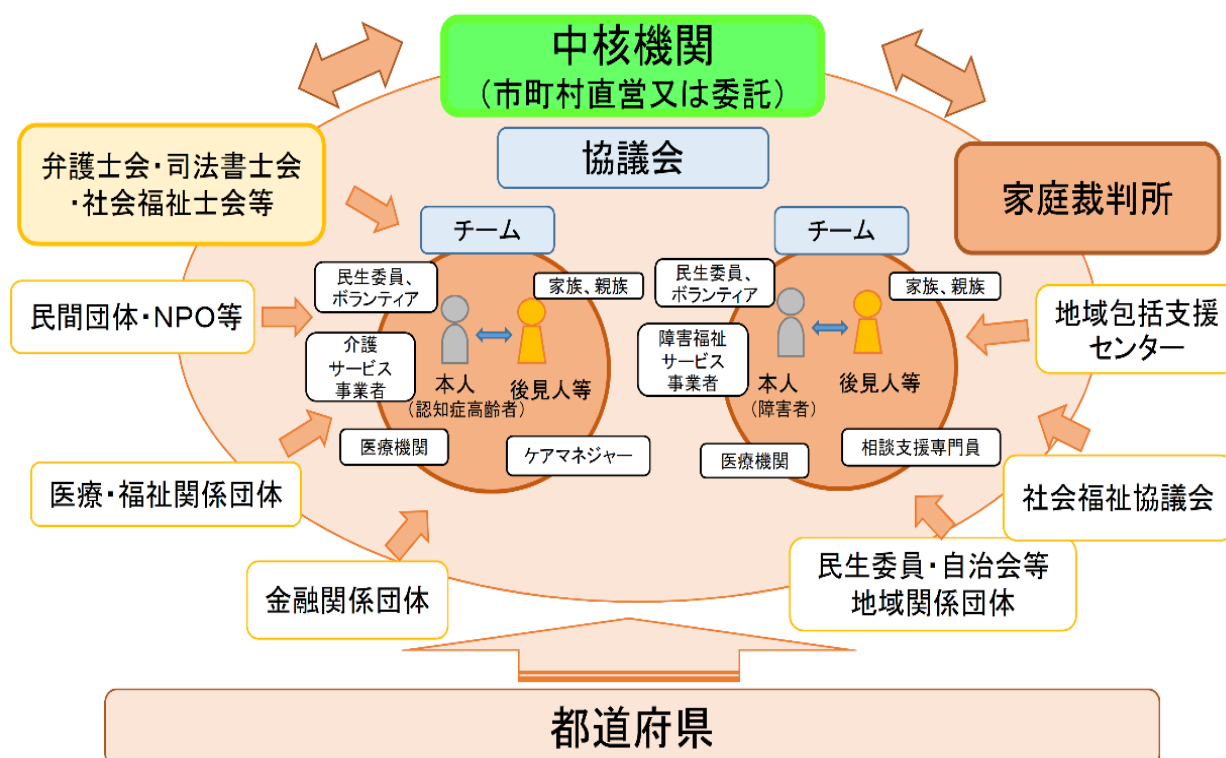 中核機関
（市町村直営又は委託）
協議会
弁護士会・司法書士会
・社会福祉士会等
家庭裁判所
チーム
民生委員、
ボランティア
家族、親族
介護
サービス
事業者
本人
（認知症高齢者）
後見人等
医療機関
ケアマネジャー
チーム
民生委員、
ボランティア
家族、親族
障害福祉
サービス
事業者
本人
（障害者）
後見人等
医療機関
相談支援専門員
民間団体・NPO等
地域包括支援
センター
医療・福祉関係団体
社会福祉協議会
金融関係団体
民生委員・自治会等
地域関係団体
都道府県